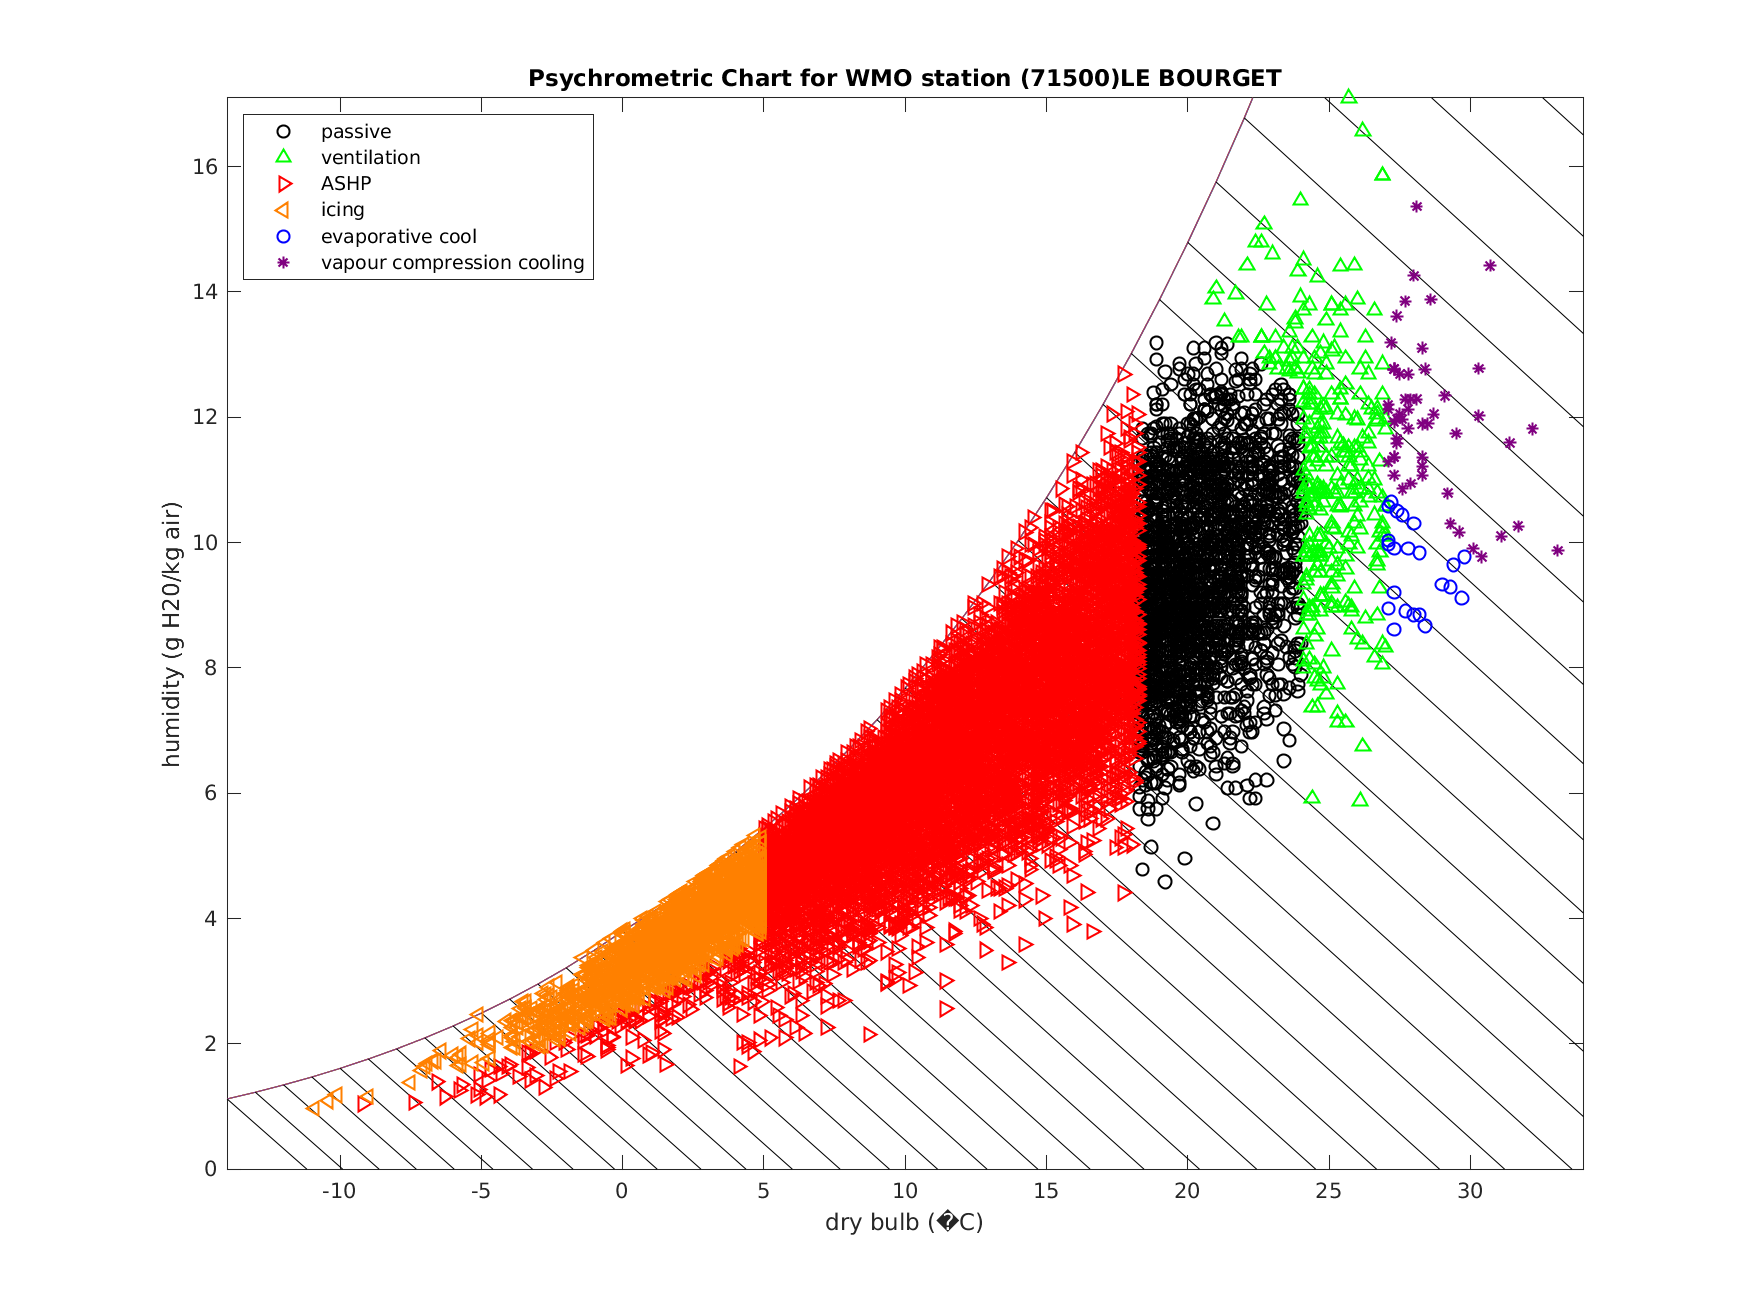 Psychrometric Chart for WMO station (71500)LE BOURGET
passive
ventilation
ASHP
icing
evaporative cool
vapour compression cooling
humidity (g H20/kg air)
16
14
12
10
8
6
4
2
0
-10 -5 0 5 10 15 20 25 30
dry bulb (�C)